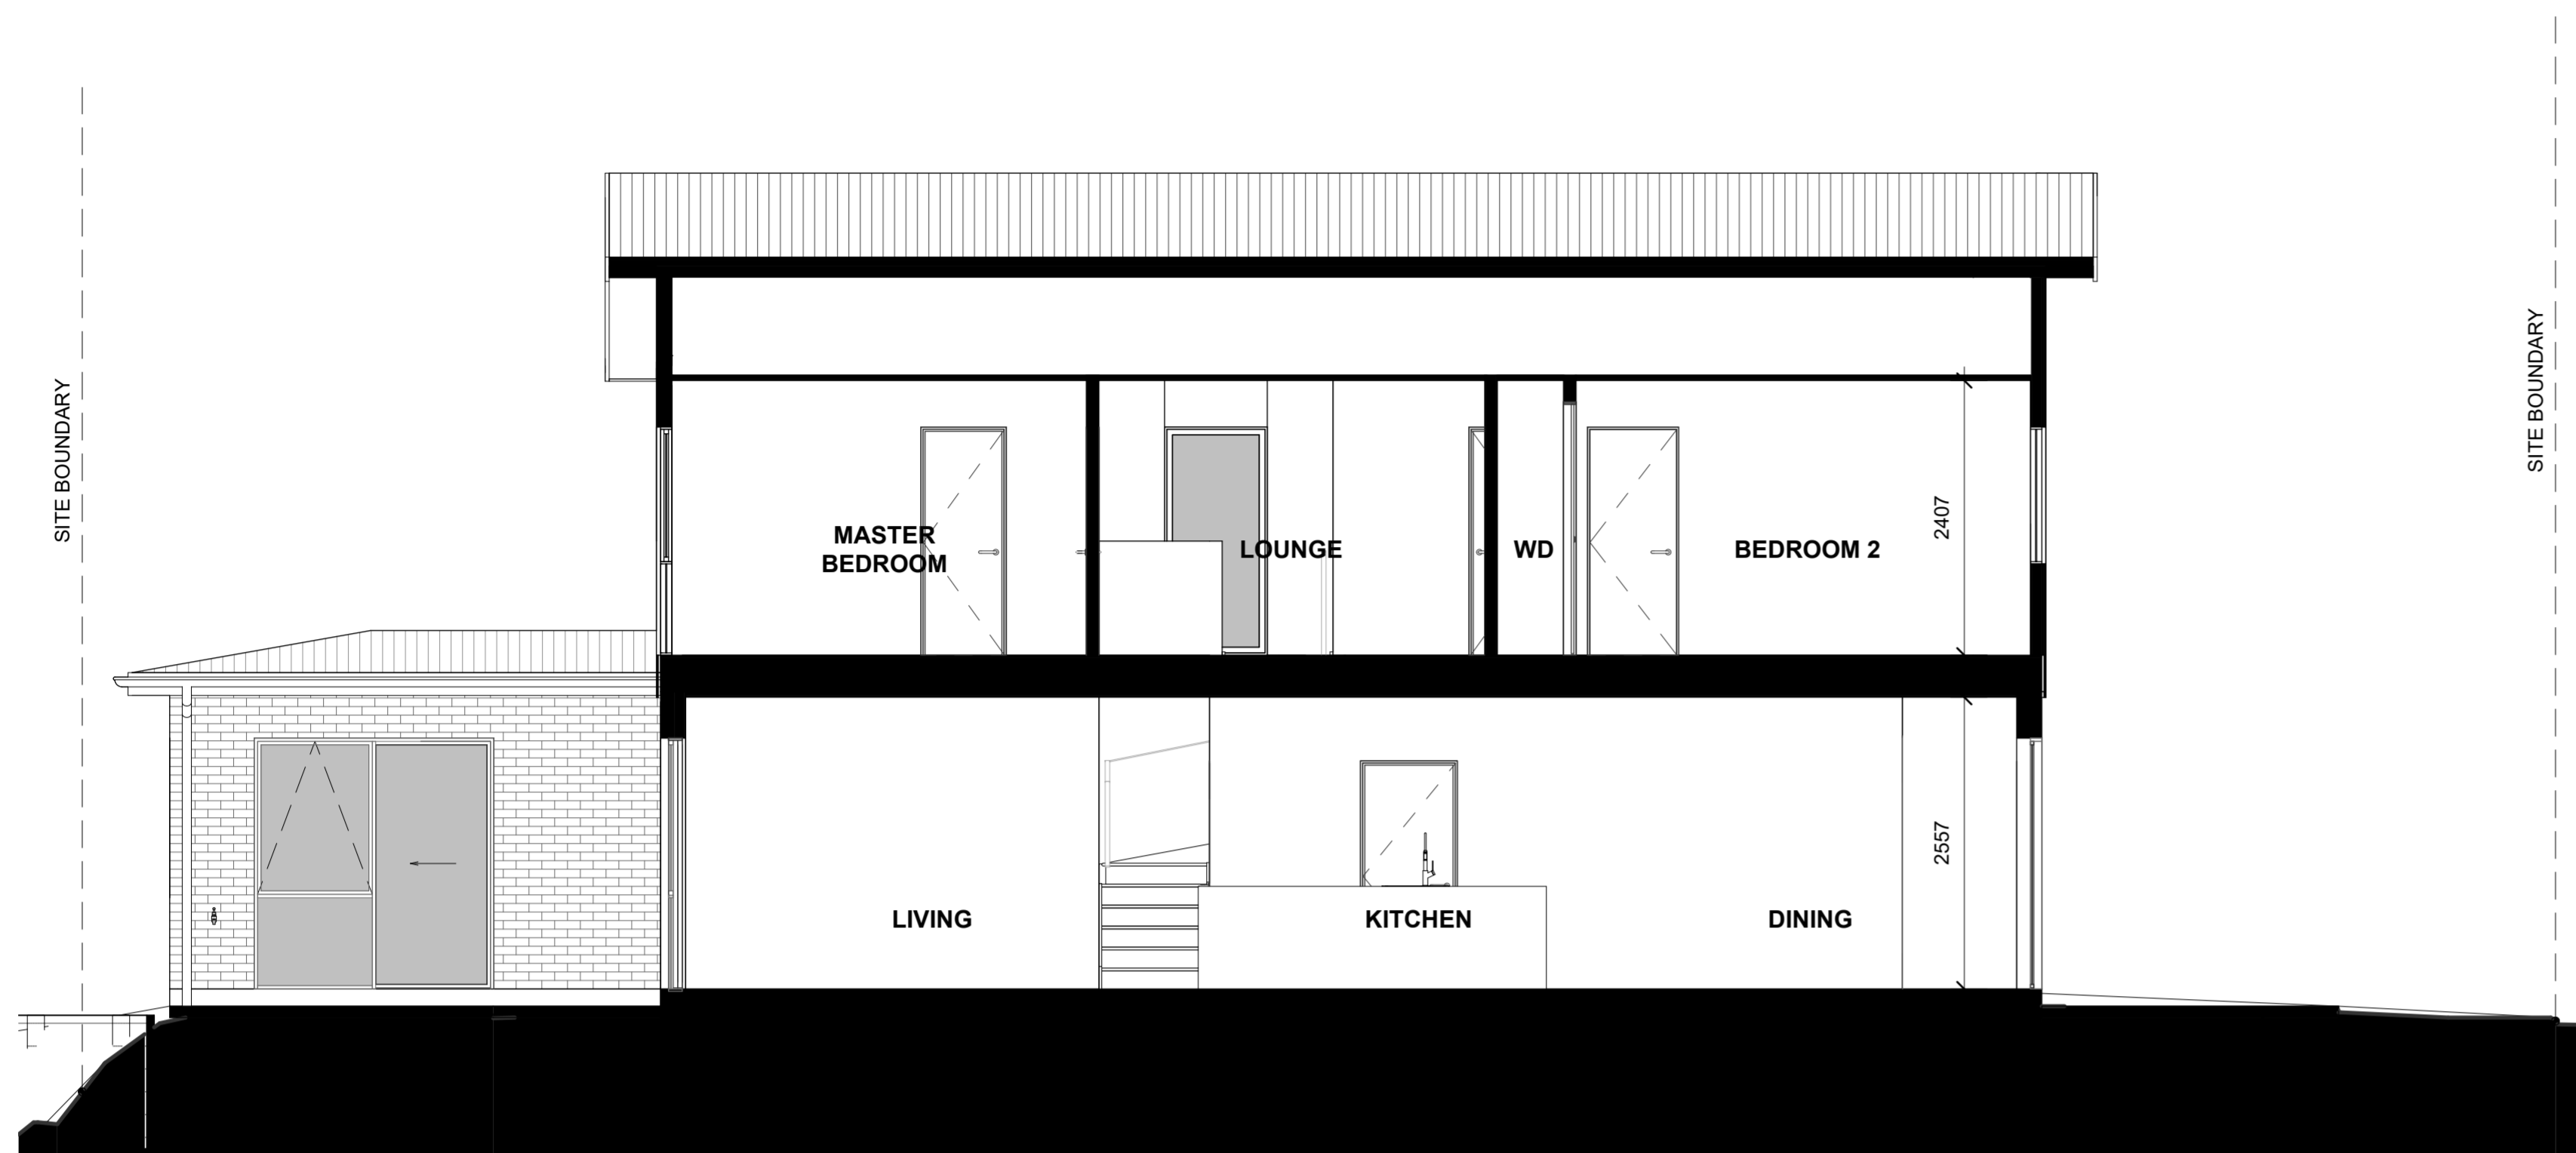 SITE BOUNDARY
SITE BOUNDARY
MASTER
BEDROOM
LOUNGE
WD
BEDROOM 2
2407
LIVING
KITCHEN
DINING
2557